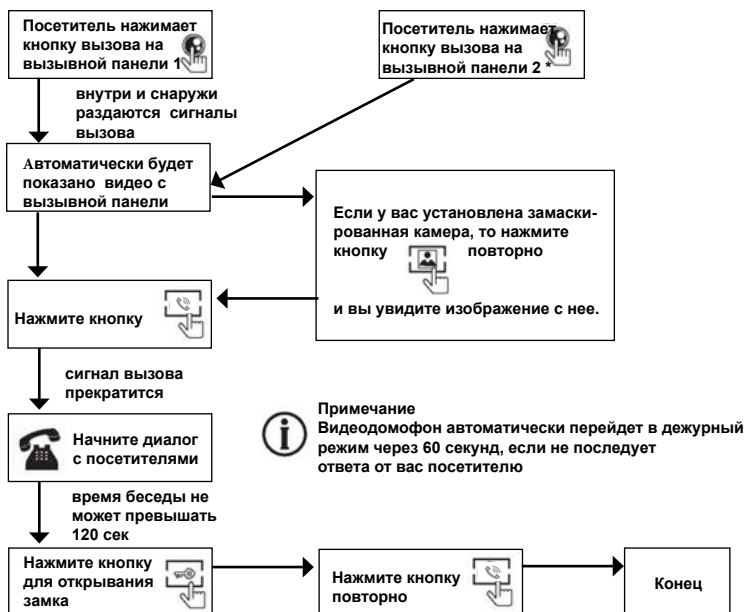 Посетитель нажимает
кнопку вызова на
вызывной панели 1
Посетитель нажимает
кнопку вызова на
вызывной панели 2 *
внутри и снаружи
раздаются сигналы
вызова
Автоматически будет
показано видео с
вызывной панели
Если у вас установлена замаски-
рованная камера, то нажмите
кнопку повторно
и вы увидите изображение с нее.
Нажмите кнопку
сигнал вызова
прекратится
Начните диалог
с посетителями
Примечание
Видеодомофон автоматически перейдет в дежурный
режим через 60 секунд, если не последует
ответа от вас посетителю
время беседы не
может превышать
120 сек
Нажмите кнопку
для открывания
замка
Нажмите кнопку
повторно
Конец